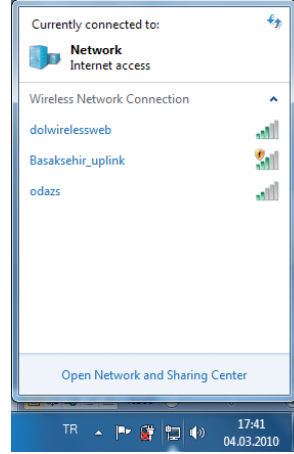 Currently connected to:
Network
Internet access
Wireless Network Connection
dolwirelessweb
Basaksehir_uplink
odazs
Open Network and Sharing Center
TR
17:41
04.03.2010